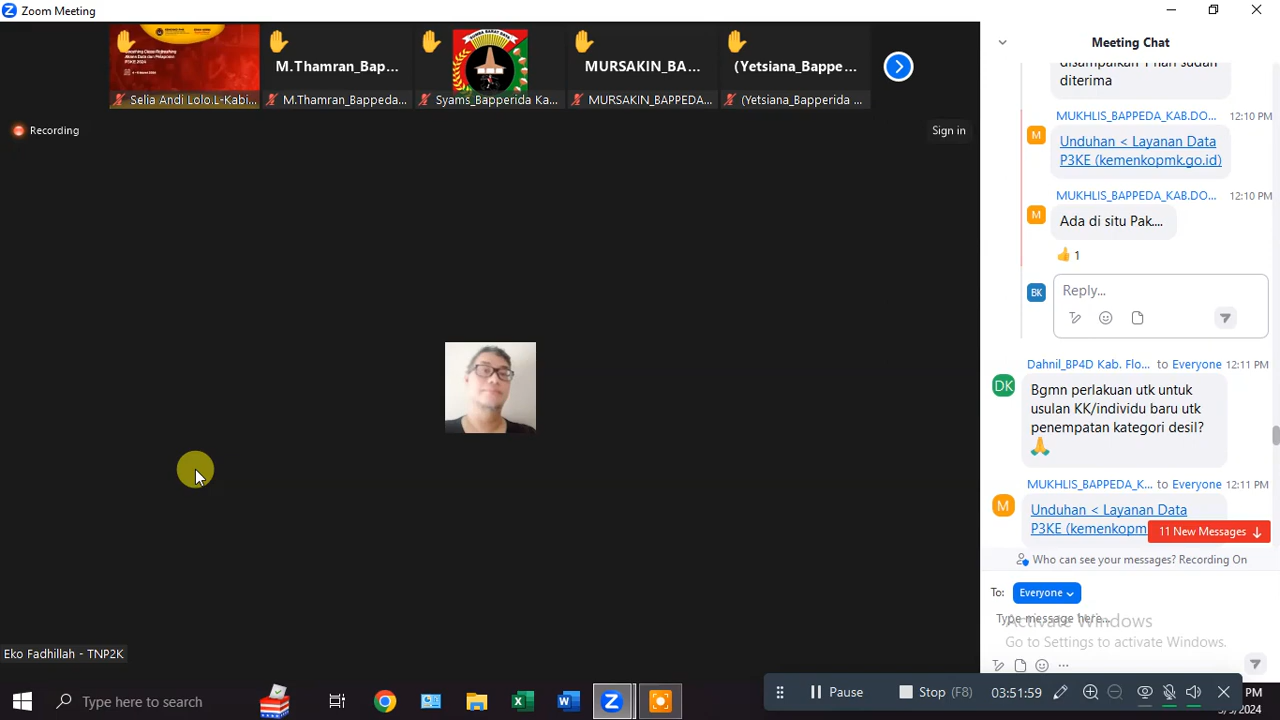 Zoom Meeting
M.Thamran_Bap...
MURSAKIN_BA...
(Yetsiana_Bappe...
Selia Andi Lolo.L-Kabi...
M.Thamran_Bappeda...
Syams_Bapperida Ka...
MURSAKIN_BAPPEDA...
(Yetsiana_Bapperida ...
Recording
Sign in
Eko Fadhillah - TNP2K
Meeting Chat
diterima
MUKHLIS_BAPPEDA_KAB.DO... 12:10 PM
M
Unduhan < Layanan Data
P3KE (kemenkopmk.go.id)
MUKHLIS_BAPPEDA_KAB.DO... 12:10 PM
M
Ada di situ Pak....
👍 1
BK
Reply...
Dahnil_BP4D Kab. Flo... to Everyone 12:11 PM
DK
Bgmn perlakuan utk untuk
usulan KK/individu baru utk
penempatan kategori desil?
🙏
MUKHLIS_BAPPEDA_K... to Everyone 12:11 PM
M
Unduhan < Layanan Data
P3KE (kemenkopm
11 New Messages ↓
Who can see your messages? Recording On
To: Everyone
Type message here...
Activate Windows
Go to Settings to activate Windows.
Type here to search
Pause
Stop (F8)
03:51:59
PM